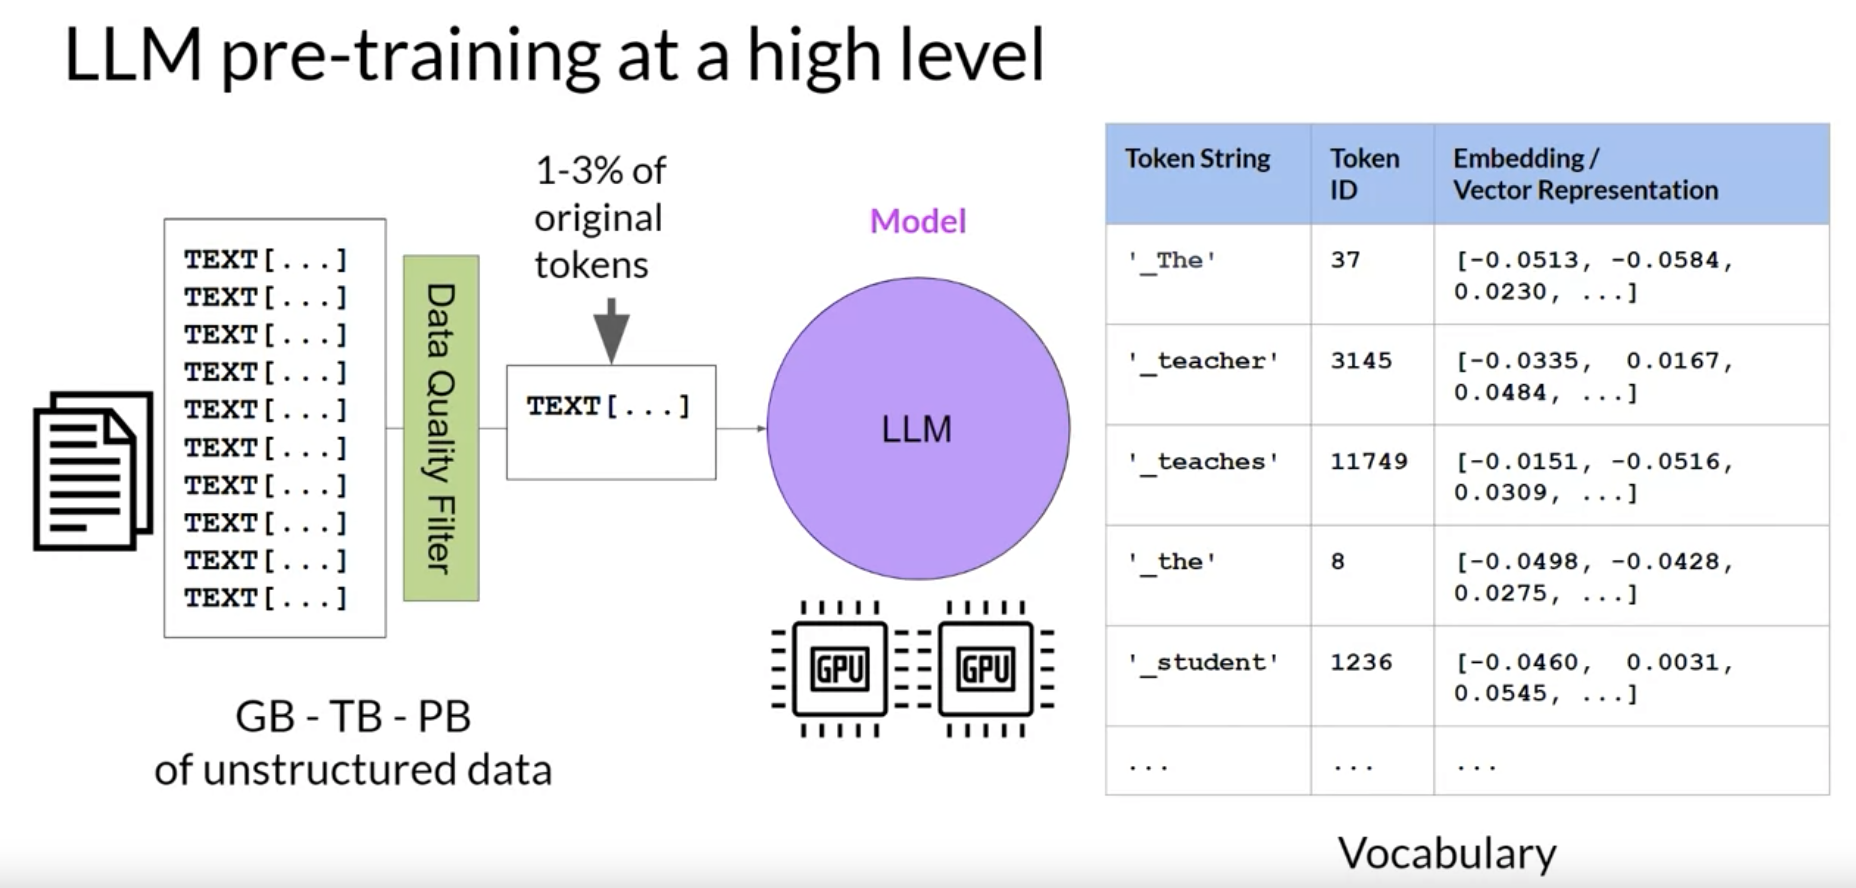 LLM pre-training at a high level
TEXT[...]
TEXT[...]
TEXT[...]
TEXT[...]
TEXT[...]
TEXT[...]
TEXT[...]
TEXT[...]
TEXT[...]
TEXT[...]
GB - TB - PB
of unstructured data
Data Quality Filter
1-3% of
original
tokens
TEXT[...]
Model
LLM
GPU
GPU
Token String Token ID Embedding / Vector Representation
'_The' 37 [-0.0513, -0.0584,
0.0230, ...]
'_teacher' 3145 [-0.0335, 0.0167,
0.0484, ...]
'_teaches' 11749 [-0.0151, -0.0516,
0.0309, ...]
'_the' 8 [-0.0498, -0.0428,
0.0275, ...]
'_student' 1236 [-0.0460, 0.0031,
0.0545, ...]
... ... ...
Vocabulary